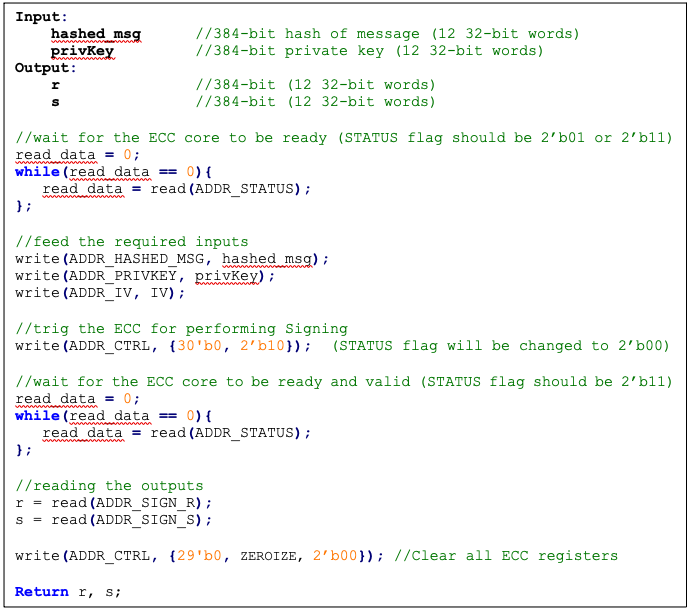 Input:
hashed_msg //384-bit hash of message (12 32-bit words)
privKey //384-bit private key (12 32-bit words)
Output:
r //384-bit (12 32-bit words)
s //384-bit (12 32-bit words)
//wait for the ECC core to be ready (STATUS flag should be 2’b01 or 2’b11)
read_data = 0;
while(read_data == 0){
read_data = read(ADDR_STATUS);
};
//feed the required inputs
write(ADDR_HASHED_MSG, hashed_msg);
write(ADDR_PRIVKEY, privKey);
write(ADDR_IV, IV);
//trig the ECC for performing Signing
write(ADDR_CTRL, {30'b0, 2’b10}); (STATUS flag will be changed to 2’b00)
//wait for the ECC core to be ready and valid (STATUS flag should be 2’b11)
read_data = 0;
while(read_data == 0){
read_data = read(ADDR_STATUS);
};
//reading the outputs
r = read(ADDR_SIGN_R);
s = read(ADDR_SIGN_S);
write(ADDR_CTRL, {29'b0, ZEROIZE, 2’b00}); //Clear all ECC registers
Return r, s;